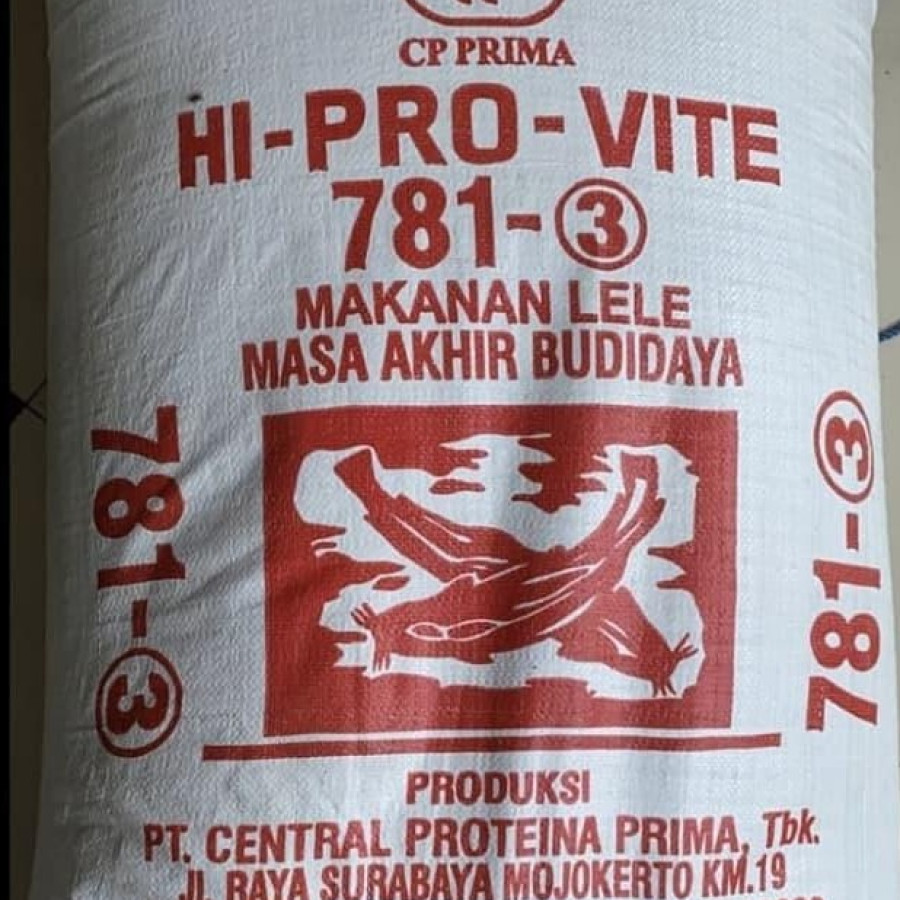 CP PRIMA
HI-PRO-VITE
781-③
MAKANAN LELE
MASA AKHIR BUDIDAYA
781-③
781-③
PRODUKSI
PT. CENTRAL PROTEINA PRIMA, Tbk.
JL. RAYA SURABAYA MOJOKERTO KM.19